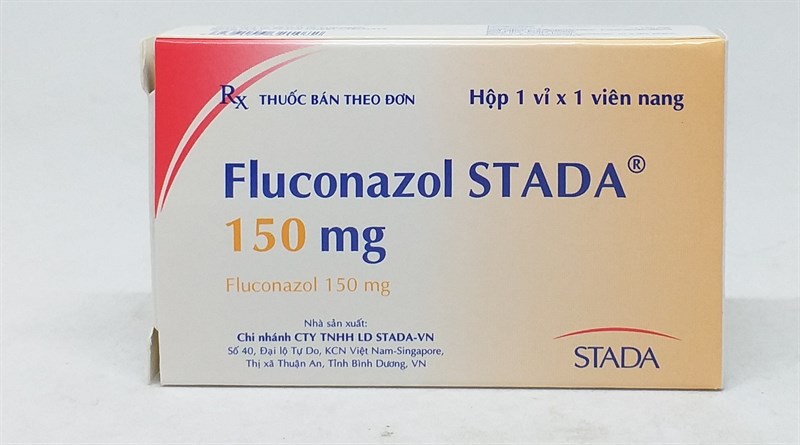 Rx THUỐC BÁN THEO ĐƠN
Hộp 1 vỉ x 1 viên nang
Fluconazol STADA®
150 mg
Fluconazol 150 mg
Nhà sản xuất:
Chi nhánh CTY TNHH LD STADA-VN
Số 40, Đại lộ Tự Do, KCN Việt Nam-Singapore,
Thị xã Thuận An, Tỉnh Bình Dương, VN
STADA